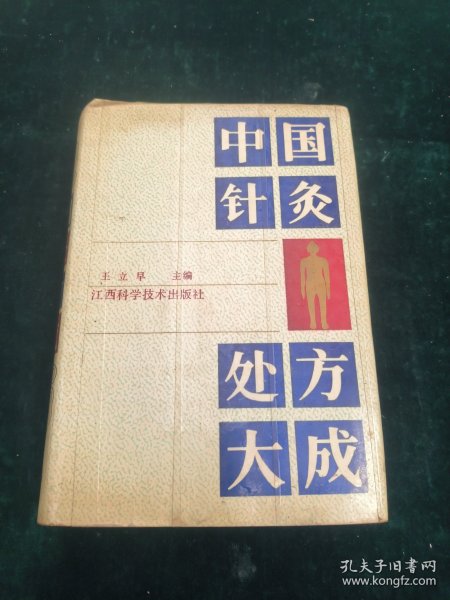 中国
针灸
王立早 主编
江西科学技术出版社
处方
大成
孔夫子旧书网
www.kongfz.com